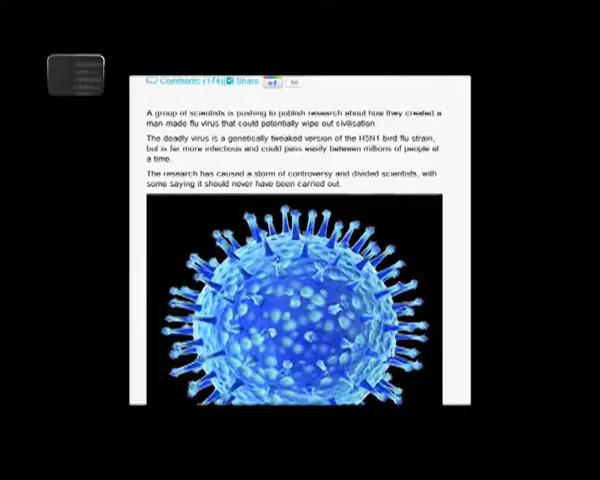 Comments (174) Share +1 50
A group of scientists is pushing to publish research about how they created a
man-made flu virus that could potentially wipe out civilisation.
The deadly virus is a genetically tweaked version of the H5N1 bird flu strain,
but is far more infectious and could pass easily between millions of people at
a time.
The research has caused a storm of controversy and divided scientists, with
some saying it should never have been carried out.